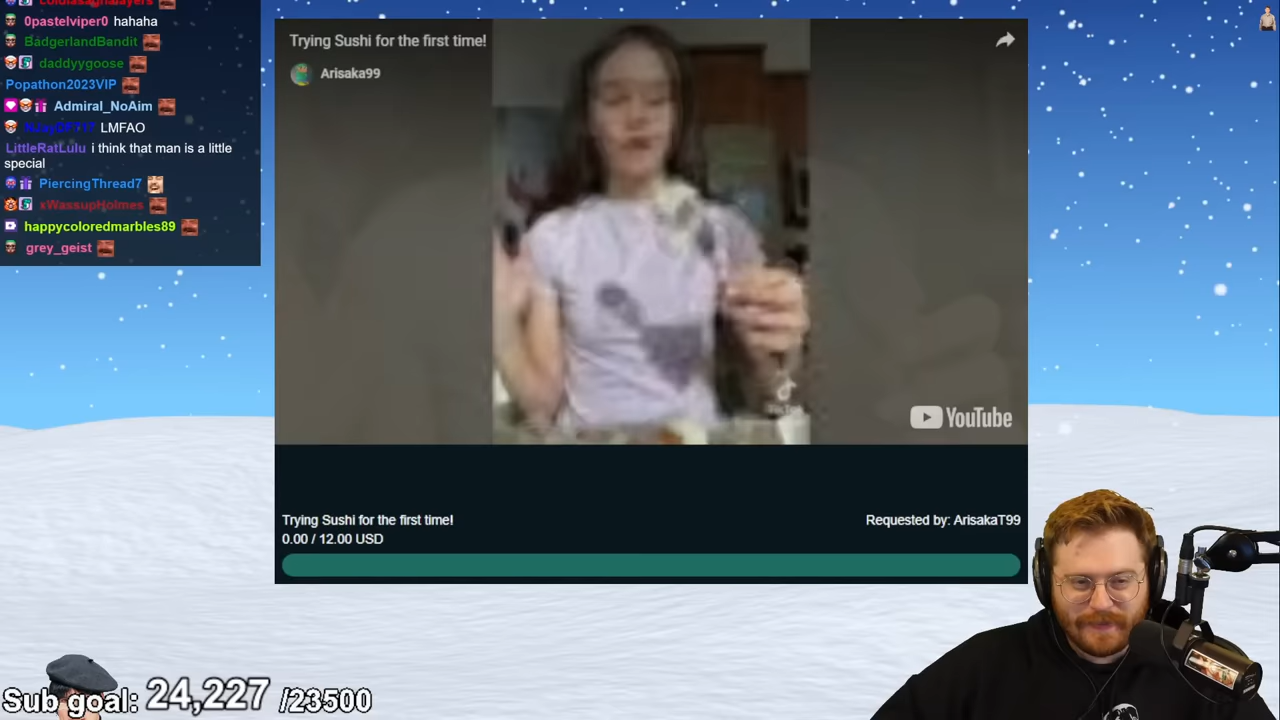 coldlasagnalayers
0pastelviper0 hahaha
BadgerlandBandit
daddyygoose
Popathon2023VIP
Admiral_NoAim
LMFAO
LittleRatLulu i think that man is a little
special
PiercingThread7
xWassupHolmes
happycoloredmarbles89
grey_geist
Trying Sushi for the first time!
Arisaka99
YouTube
Trying Sushi for the first time!
Requested by: ArisakaT99
0.00 / 12.00 USD
Sub goal: 24,227 /23500